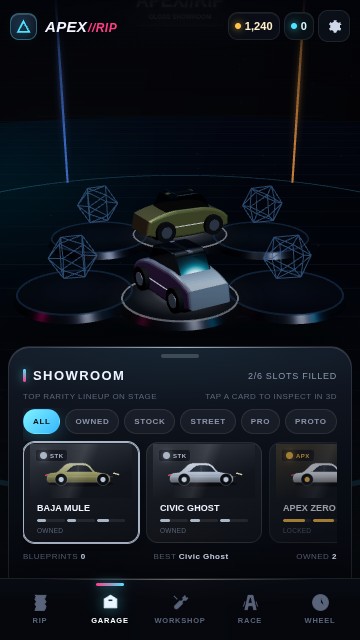 APEX//RIP
1,240
0
SHOWROOM
2/6 SLOTS FILLED
TOP RARITY LINEUP ON STAGE
TAP A CARD TO INSPECT IN 3D
ALL
OWNED
STOCK
STREET
PRO
PROTO
STK
BAJA MULE
OWNED
STK
CIVIC GHOST
OWNED
APX
APEX ZERO
LOCKED
BLUEPRINTS 0
BEST Civic Ghost
OWNED 2
RIP
GARAGE
WORKSHOP
RACE
WHEEL